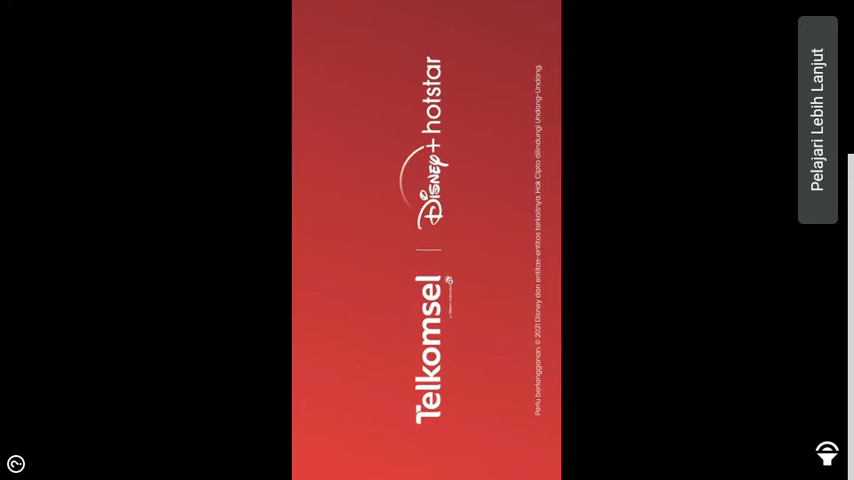 Telkomsel
Disney+ hotstar
Perlu berlangganan. © 2021 Disney dan entitas-entitas terkaitnya. Hak Cipta dilindungi Undang-Undang.
Pelajari Lebih Lanjut